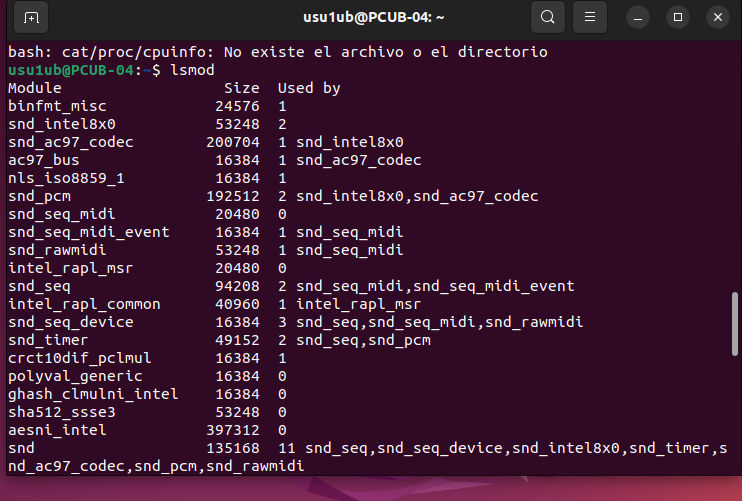 usu1ub@PCUB-04: ~
bash: cat/proc/cpuinfo: No existe el archivo o el directorio
usu1ub@PCUB-04:~$ lsmod
Module                  Size  Used by
binfmt_misc            24576  1
snd_intel8x0           53248  2
snd_ac97_codec        200704  1 snd_intel8x0
ac97_bus               16384  1 snd_ac97_codec
nls_iso8859_1          16384  1
snd_pcm               192512  2 snd_intel8x0,snd_ac97_codec
snd_seq_midi           20480  0
snd_seq_midi_event     16384  1 snd_seq_midi
snd_rawmidi            53248  1 snd_seq_midi
intel_rapl_msr         20480  0
snd_seq                94208  2 snd_seq_midi,snd_seq_midi_event
intel_rapl_common      40960  1 intel_rapl_msr
snd_seq_device         16384  3 snd_seq,snd_seq_midi,snd_rawmidi
snd_timer              49152  2 snd_seq,snd_pcm
crct10dif_pclmul       16384  1
polyval_generic        16384  0
ghash_clmulni_intel    16384  0
sha512_ssse3           53248  0
aesni_intel           397312  0
snd                   135168  11 snd_seq,snd_seq_device,snd_intel8x0,snd_timer,s
nd_ac97_codec,snd_pcm,snd_rawmidi